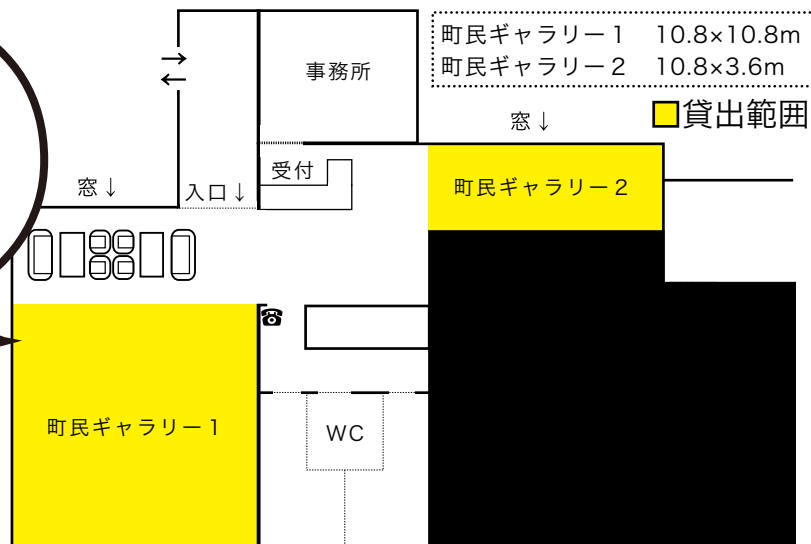 町民ギャラリー1　10.8×10.8m
町民ギャラリー2　10.8×3.6m
事務所
窓↓
貸出範囲
受付
町民ギャラリー2
窓↓
入口↓
町民ギャラリー1
WC